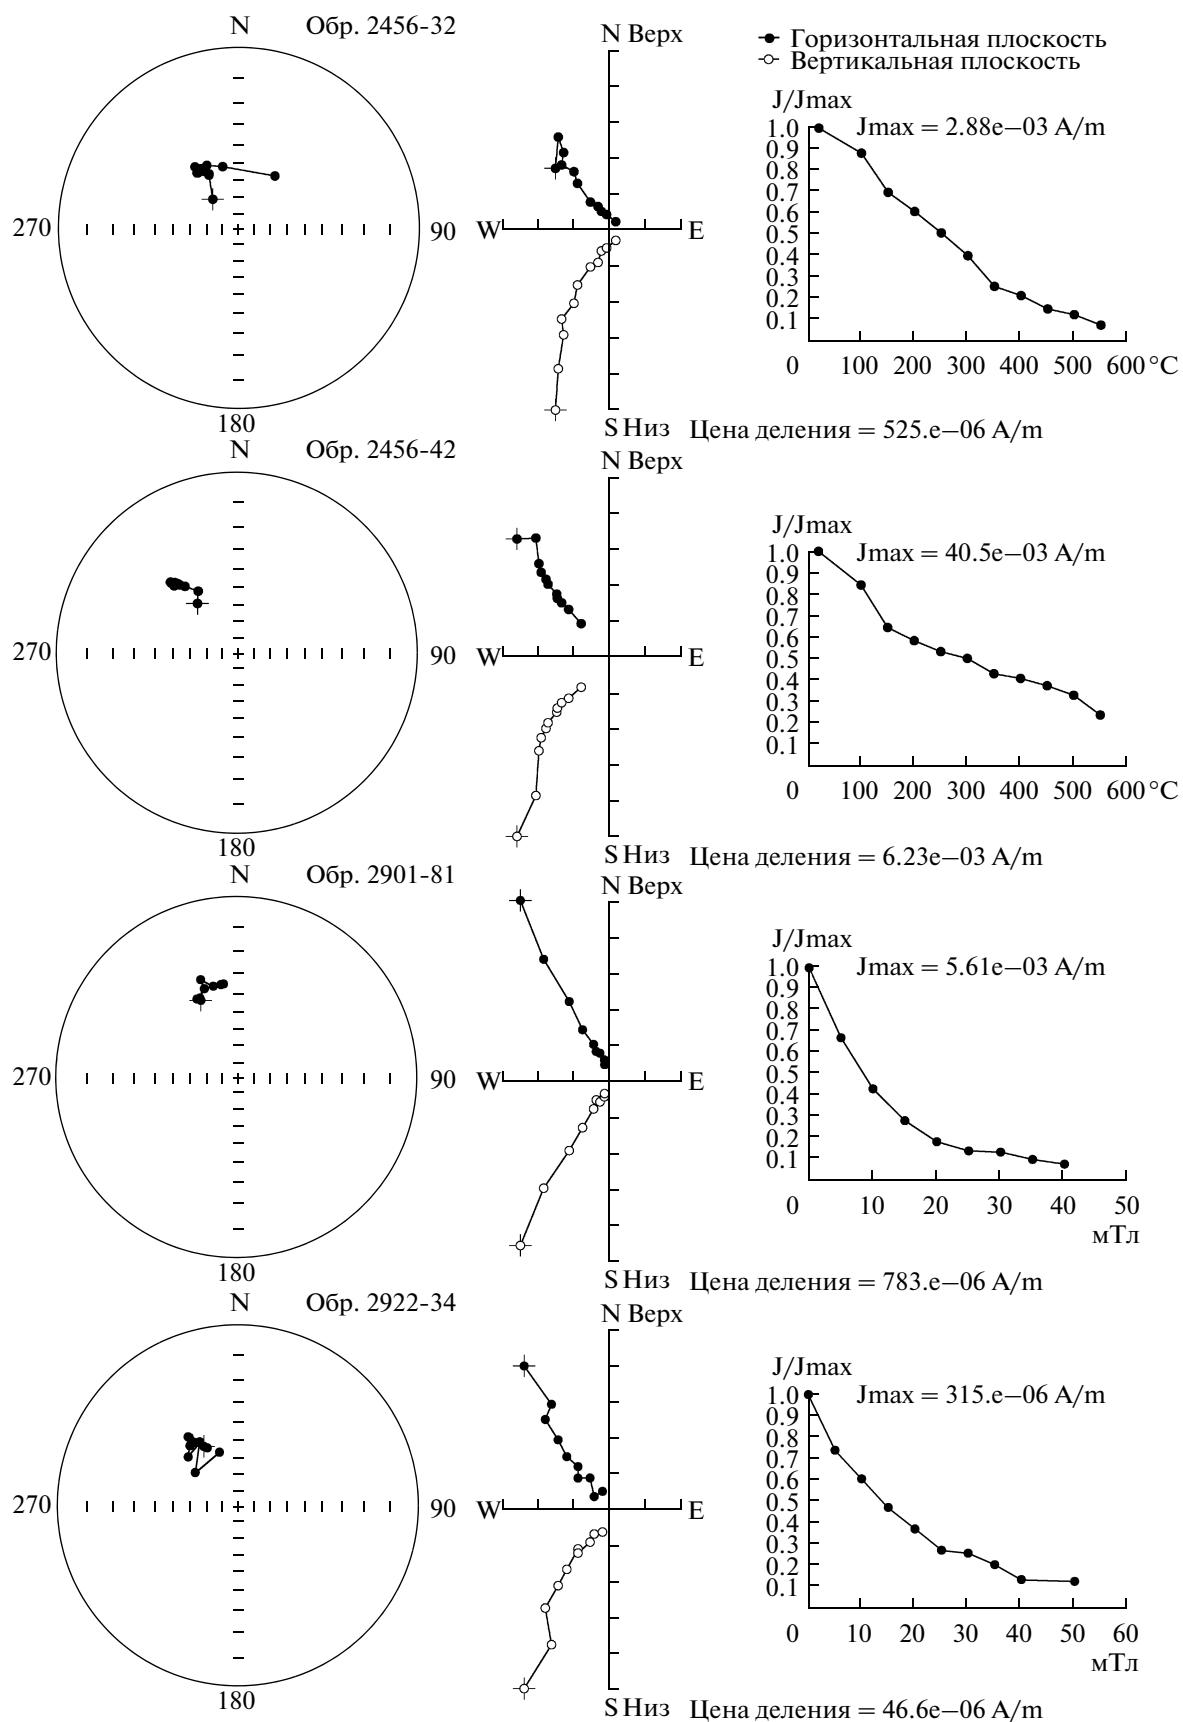 N Обр. 2456-32
270 90
180
N Верх
W E
S Низ
Горизонтальная плоскость
Вертикальная плоскость
J/Jmax
Jmax = 2.88e−03 A/m
1.0
0.9
0.8
0.7
0.6
0.5
0.4
0.3
0.2
0.1
0 100 200 300 400 500 600 °C
Цена деления = 525.e−06 A/m
N Обр. 2456-42
270 90
180
N Верх
W E
S Низ
J/Jmax
Jmax = 40.5e−03 A/m
1.0
0.9
0.8
0.7
0.6
0.5
0.4
0.3
0.2
0.1
0 100 200 300 400 500 600 °C
Цена деления = 6.23e−03 A/m
N Обр. 2901-81
270 90
180
N Верх
W E
S Низ
J/Jmax
Jmax = 5.61e−03 A/m
1.0
0.9
0.8
0.7
0.6
0.5
0.4
0.3
0.2
0.1
0 10 20 30 40 50
мТл
Цена деления = 783.e−06 A/m
N Обр. 2922-34
270 90
180
N Верх
W E
S Низ
J/Jmax
Jmax = 315.e−06 A/m
1.0
0.9
0.8
0.7
0.6
0.5
0.4
0.3
0.2
0.1
0 10 20 30 40 50 60
мТл
Цена деления = 46.6e−06 A/m